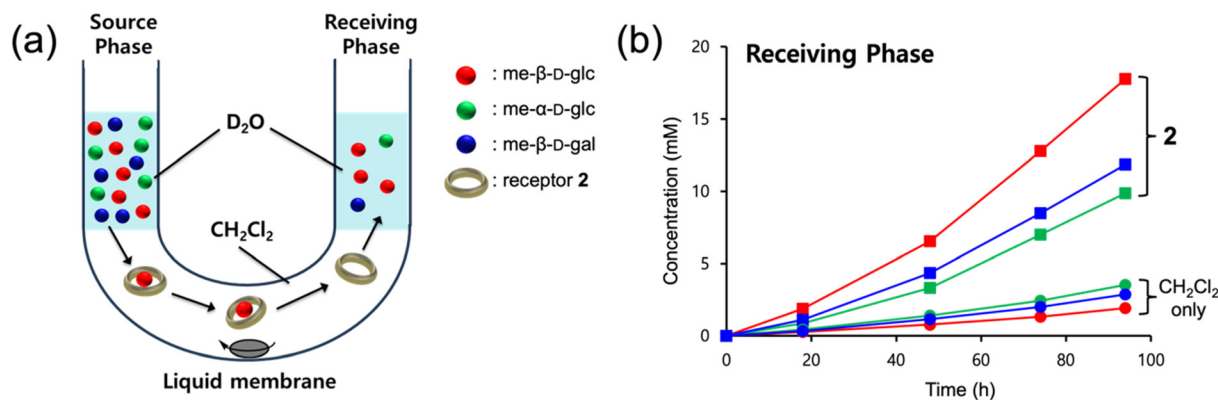 (a)
Source
Phase
Receiving
Phase
D₂O
CH₂Cl₂
Liquid membrane
: me-β-D-glc
: me-α-D-glc
: me-β-D-gal
: receptor 2
(b)
Receiving Phase
Concentration (mM)
20
15
10
5
0
0
20
40
60
80
100
Time (h)
2
CH₂Cl₂
only